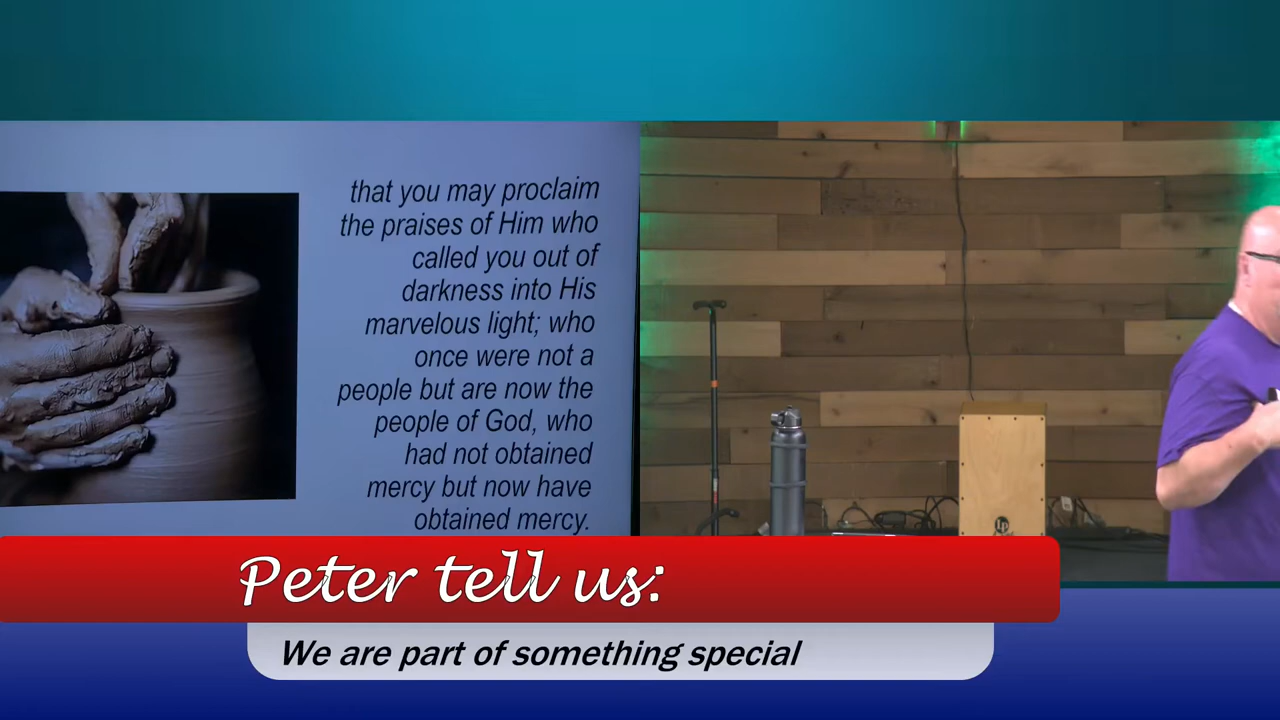 that you may proclaim
the praises of Him who
called you out of
darkness into His
marvelous light; who
once were not a
people but are now the
people of God, who
had not obtained
mercy but now have
obtained mercy.
LP
Peter tell us:
We are part of something special